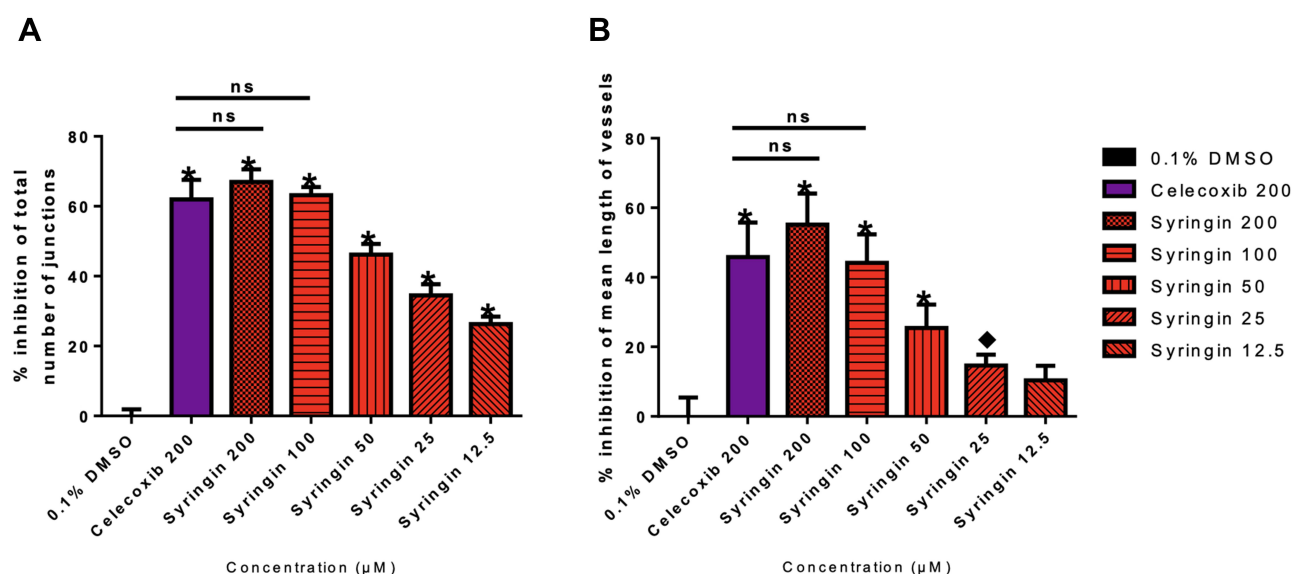 A
% inhibition of total
number of junctions
ns
ns
80
60
40
20
0
*
*
*
*
*
*
0.1% DMSO
Celecoxib 200
Syringin 200
Syringin 100
Syringin 50
Syringin 25
Syringin 12.5
Concentration (µM)
B
% inhibition of mean length of vessels
ns
ns
80
60
40
20
0
*
*
*
*
◆
0.1% DMSO
Celecoxib 200
Syringin 200
Syringin 100
Syringin 50
Syringin 25
Syringin 12.5
Concentration (µM)
0.1% DMSO
Celecoxib 200
Syringin 200
Syringin 100
Syringin 50
Syringin 25
Syringin 12.5